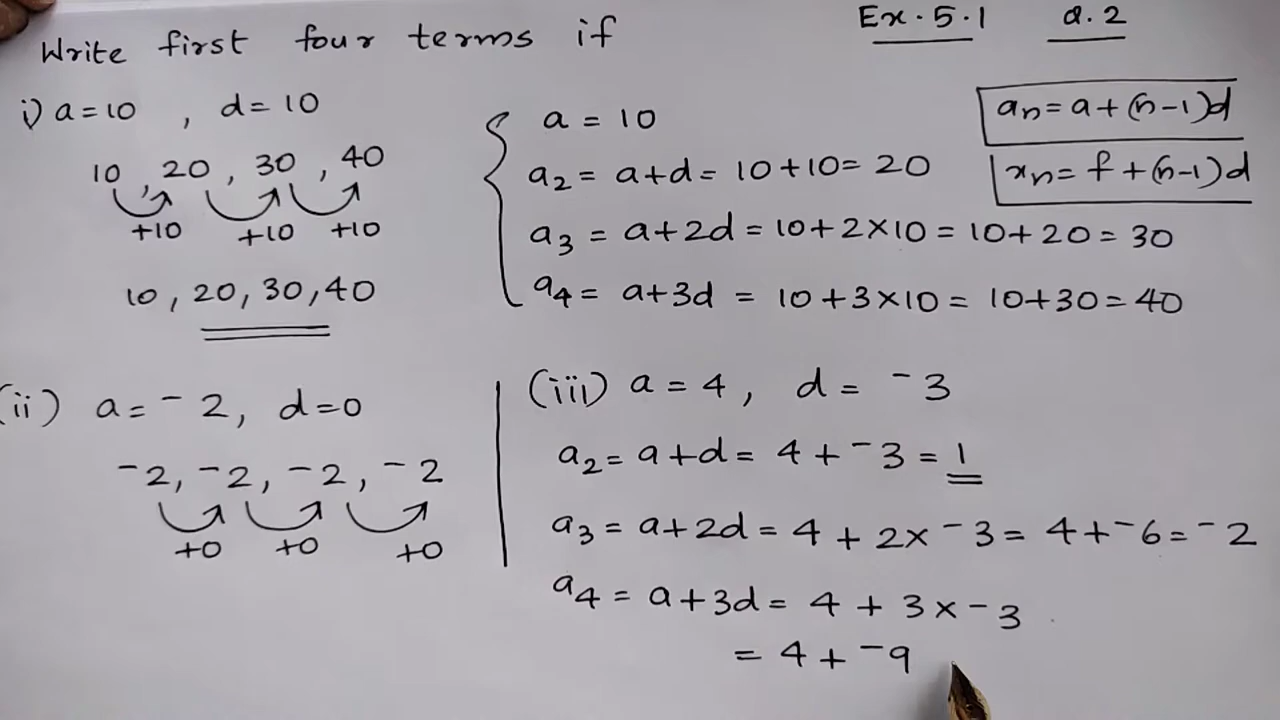 Write first four terms if
Ex. 5.1 Q. 2
i) a = 10 , d = 10
10 , 20 , 30 , 40
+10 +10 +10
10 , 20, 30, 40
a = 10
a₂ = a+d = 10+10 = 20
a₃ = a+2d = 10+2×10 = 10+20 = 30
a₄ = a+3d = 10+3×10 = 10+30 = 40
aₙ = a+(n-1)d
xₙ = f+(n-1)d
(ii) a = ⁻2, d=0
⁻2, ⁻2, ⁻2, ⁻2
+0 +0 +0
(iii) a = 4 , d = ⁻3
a₂ = a+d = 4 + ⁻3 = 1
a₃ = a+2d = 4 + 2× ⁻3 = 4+ ⁻6 = ⁻2
a₄ = a+3d = 4 + 3×⁻3
= 4 + ⁻9